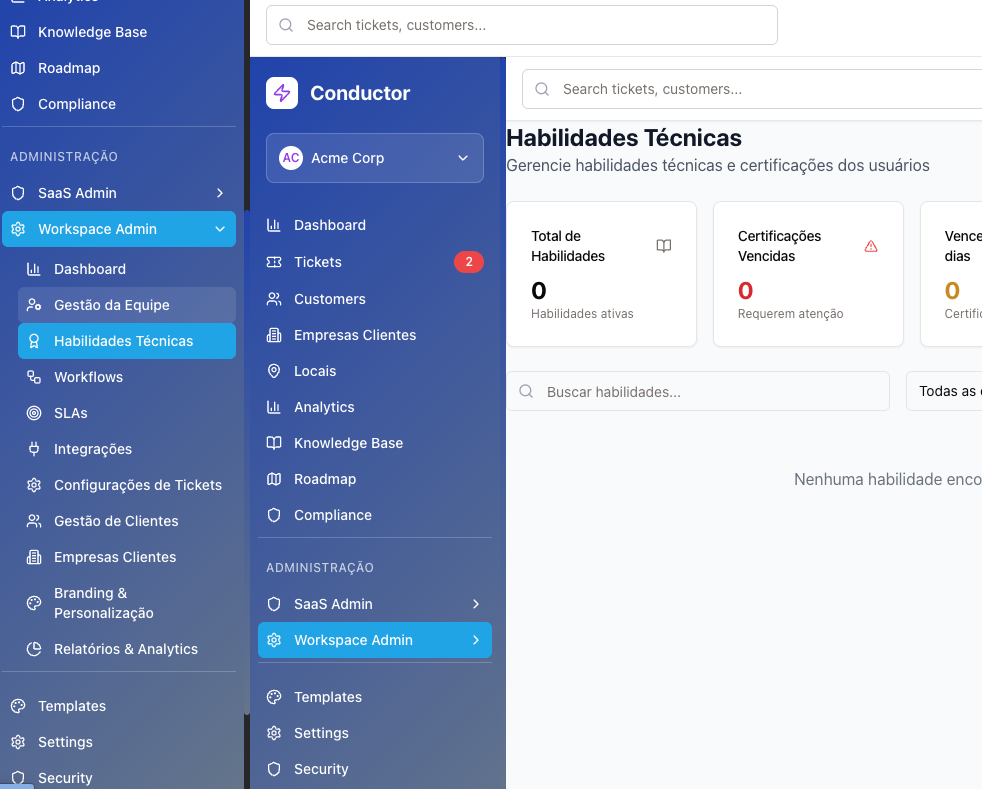 Analytics
Knowledge Base
Roadmap
Compliance
ADMINISTRAÇÃO
SaaS Admin
Workspace Admin
Dashboard
Gestão da Equipe
Habilidades Técnicas
Workflows
SLAs
Integrações
Configurações de Tickets
Gestão de Clientes
Empresas Clientes
Branding &
Personalização
Relatórios & Analytics
Templates
Settings
Security
Search tickets, customers...
Conductor
AC Acme Corp
Dashboard
Tickets 2
Customers
Empresas Clientes
Locais
Analytics
Knowledge Base
Roadmap
Compliance
ADMINISTRAÇÃO
SaaS Admin
Workspace Admin
Templates
Settings
Security
Search tickets, customers...
Habilidades Técnicas
Gerencie habilidades técnicas e certificações dos usuários
Total de
Habilidades
0
Habilidades ativas
Certificações
Vencidas
0
Requerem atenção
Vence
dias
0
Certific
Buscar habilidades...
Todas as
Nenhuma habilidade enco